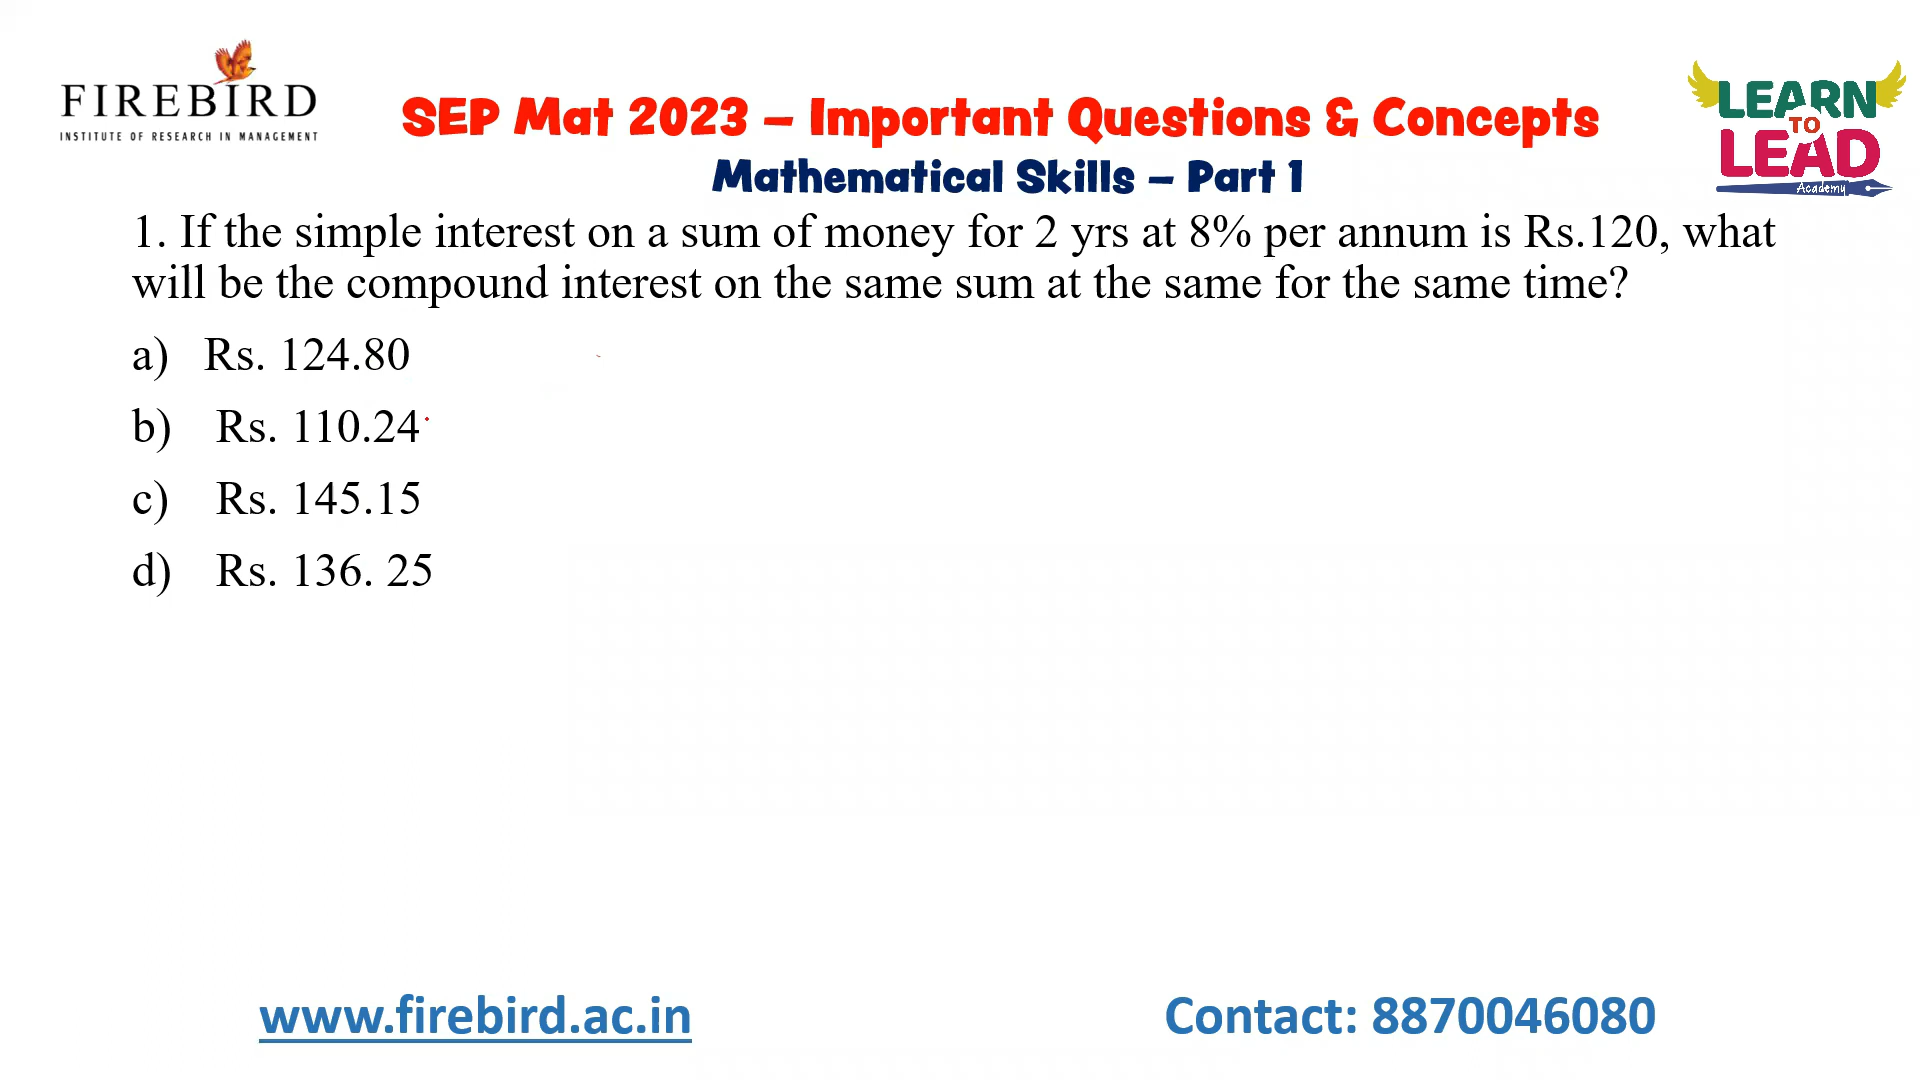 FIREBIRD
INSTITUTE OF RESEARCH IN MANAGEMENT
SEP Mat 2023 – Important Questions & Concepts
Mathematical Skills – Part 1
LEARN
TO
LEAD
Academy
1. If the simple interest on a sum of money for 2 yrs at 8% per annum is Rs.120, what
will be the compound interest on the same sum at the same for the same time?
a) Rs. 124.80
b) Rs. 110.24
c) Rs. 145.15
d) Rs. 136. 25
www.firebird.ac.in
Contact: 8870046080